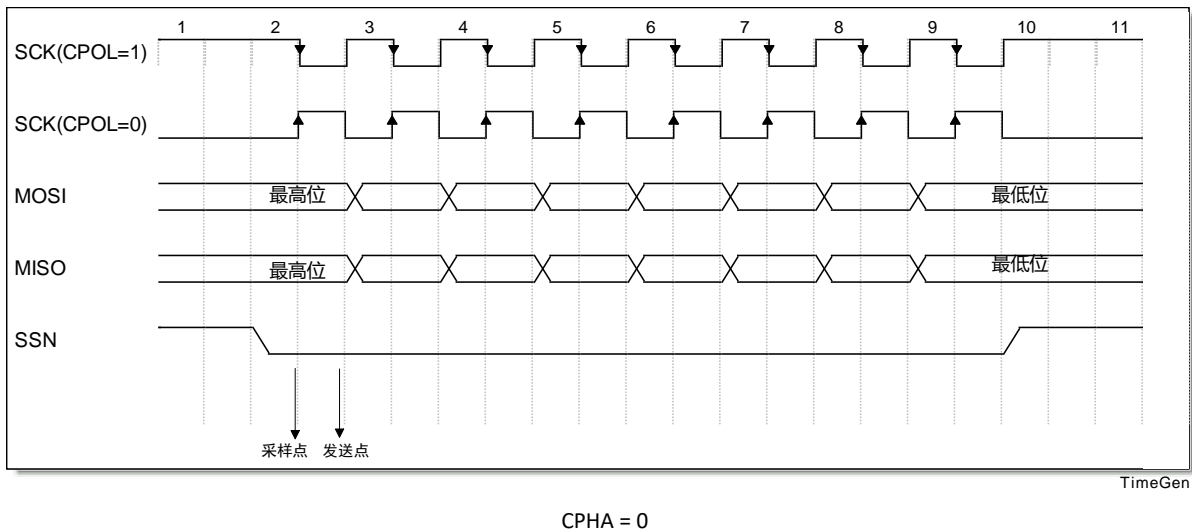 1 2 3 4 5 6 7 8 9 10 11
SCK(CPOL=1)
SCK(CPOL=0)
MOSI 最高位 最低位
MISO 最高位 最低位
SSN
采样点 发送点
TimeGen
CPHA = 0